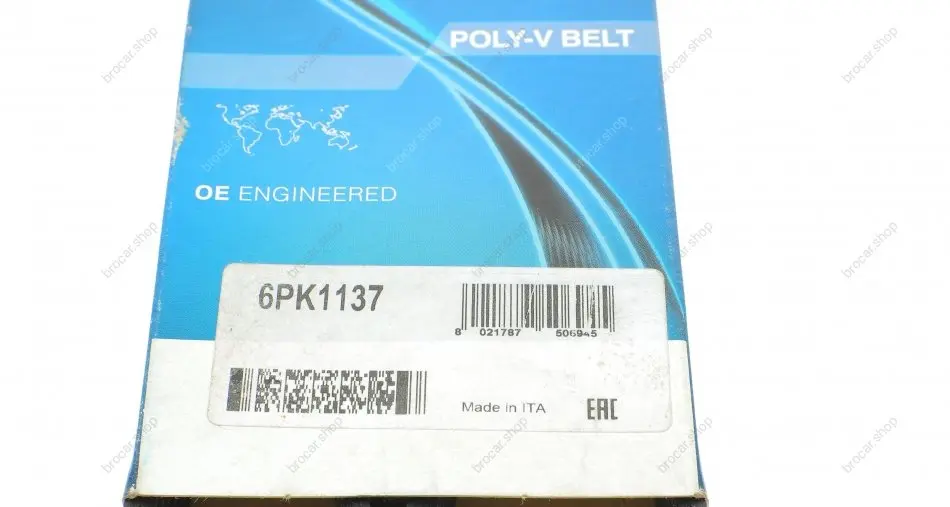 POLY-V BELT
OE ENGINEERED
6PK1137
8 021787 506945
Made in ITA
EAC
brocar.shop